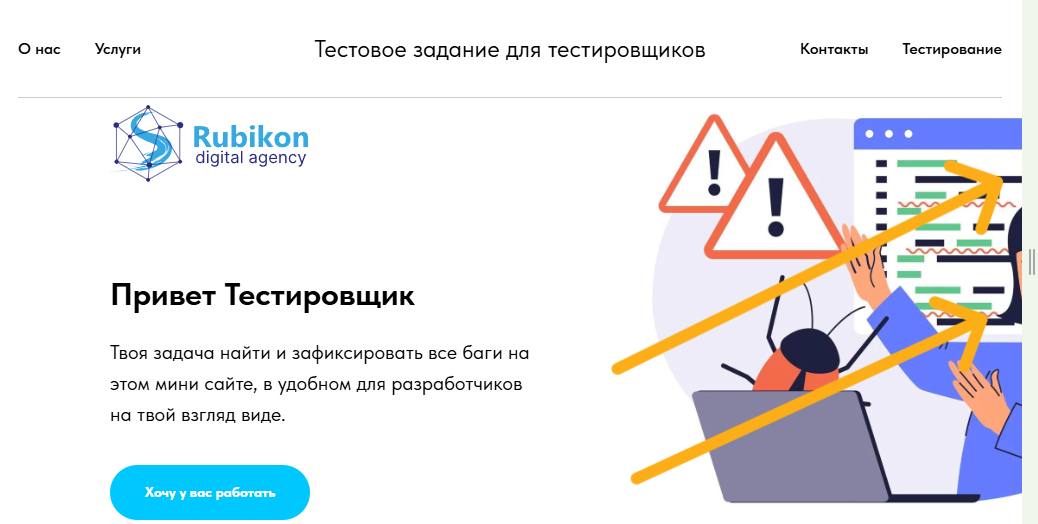 О нас Услуги Тестовое задание для тестировщиков Контакты Тестирование
Rubikon
digital agency
Привет Тестировщик
Твоя задача найти и зафиксировать все баги на
этом мини сайте, в удобном для разработчиков
на твой взгляд виде.
Хочу у вас работать